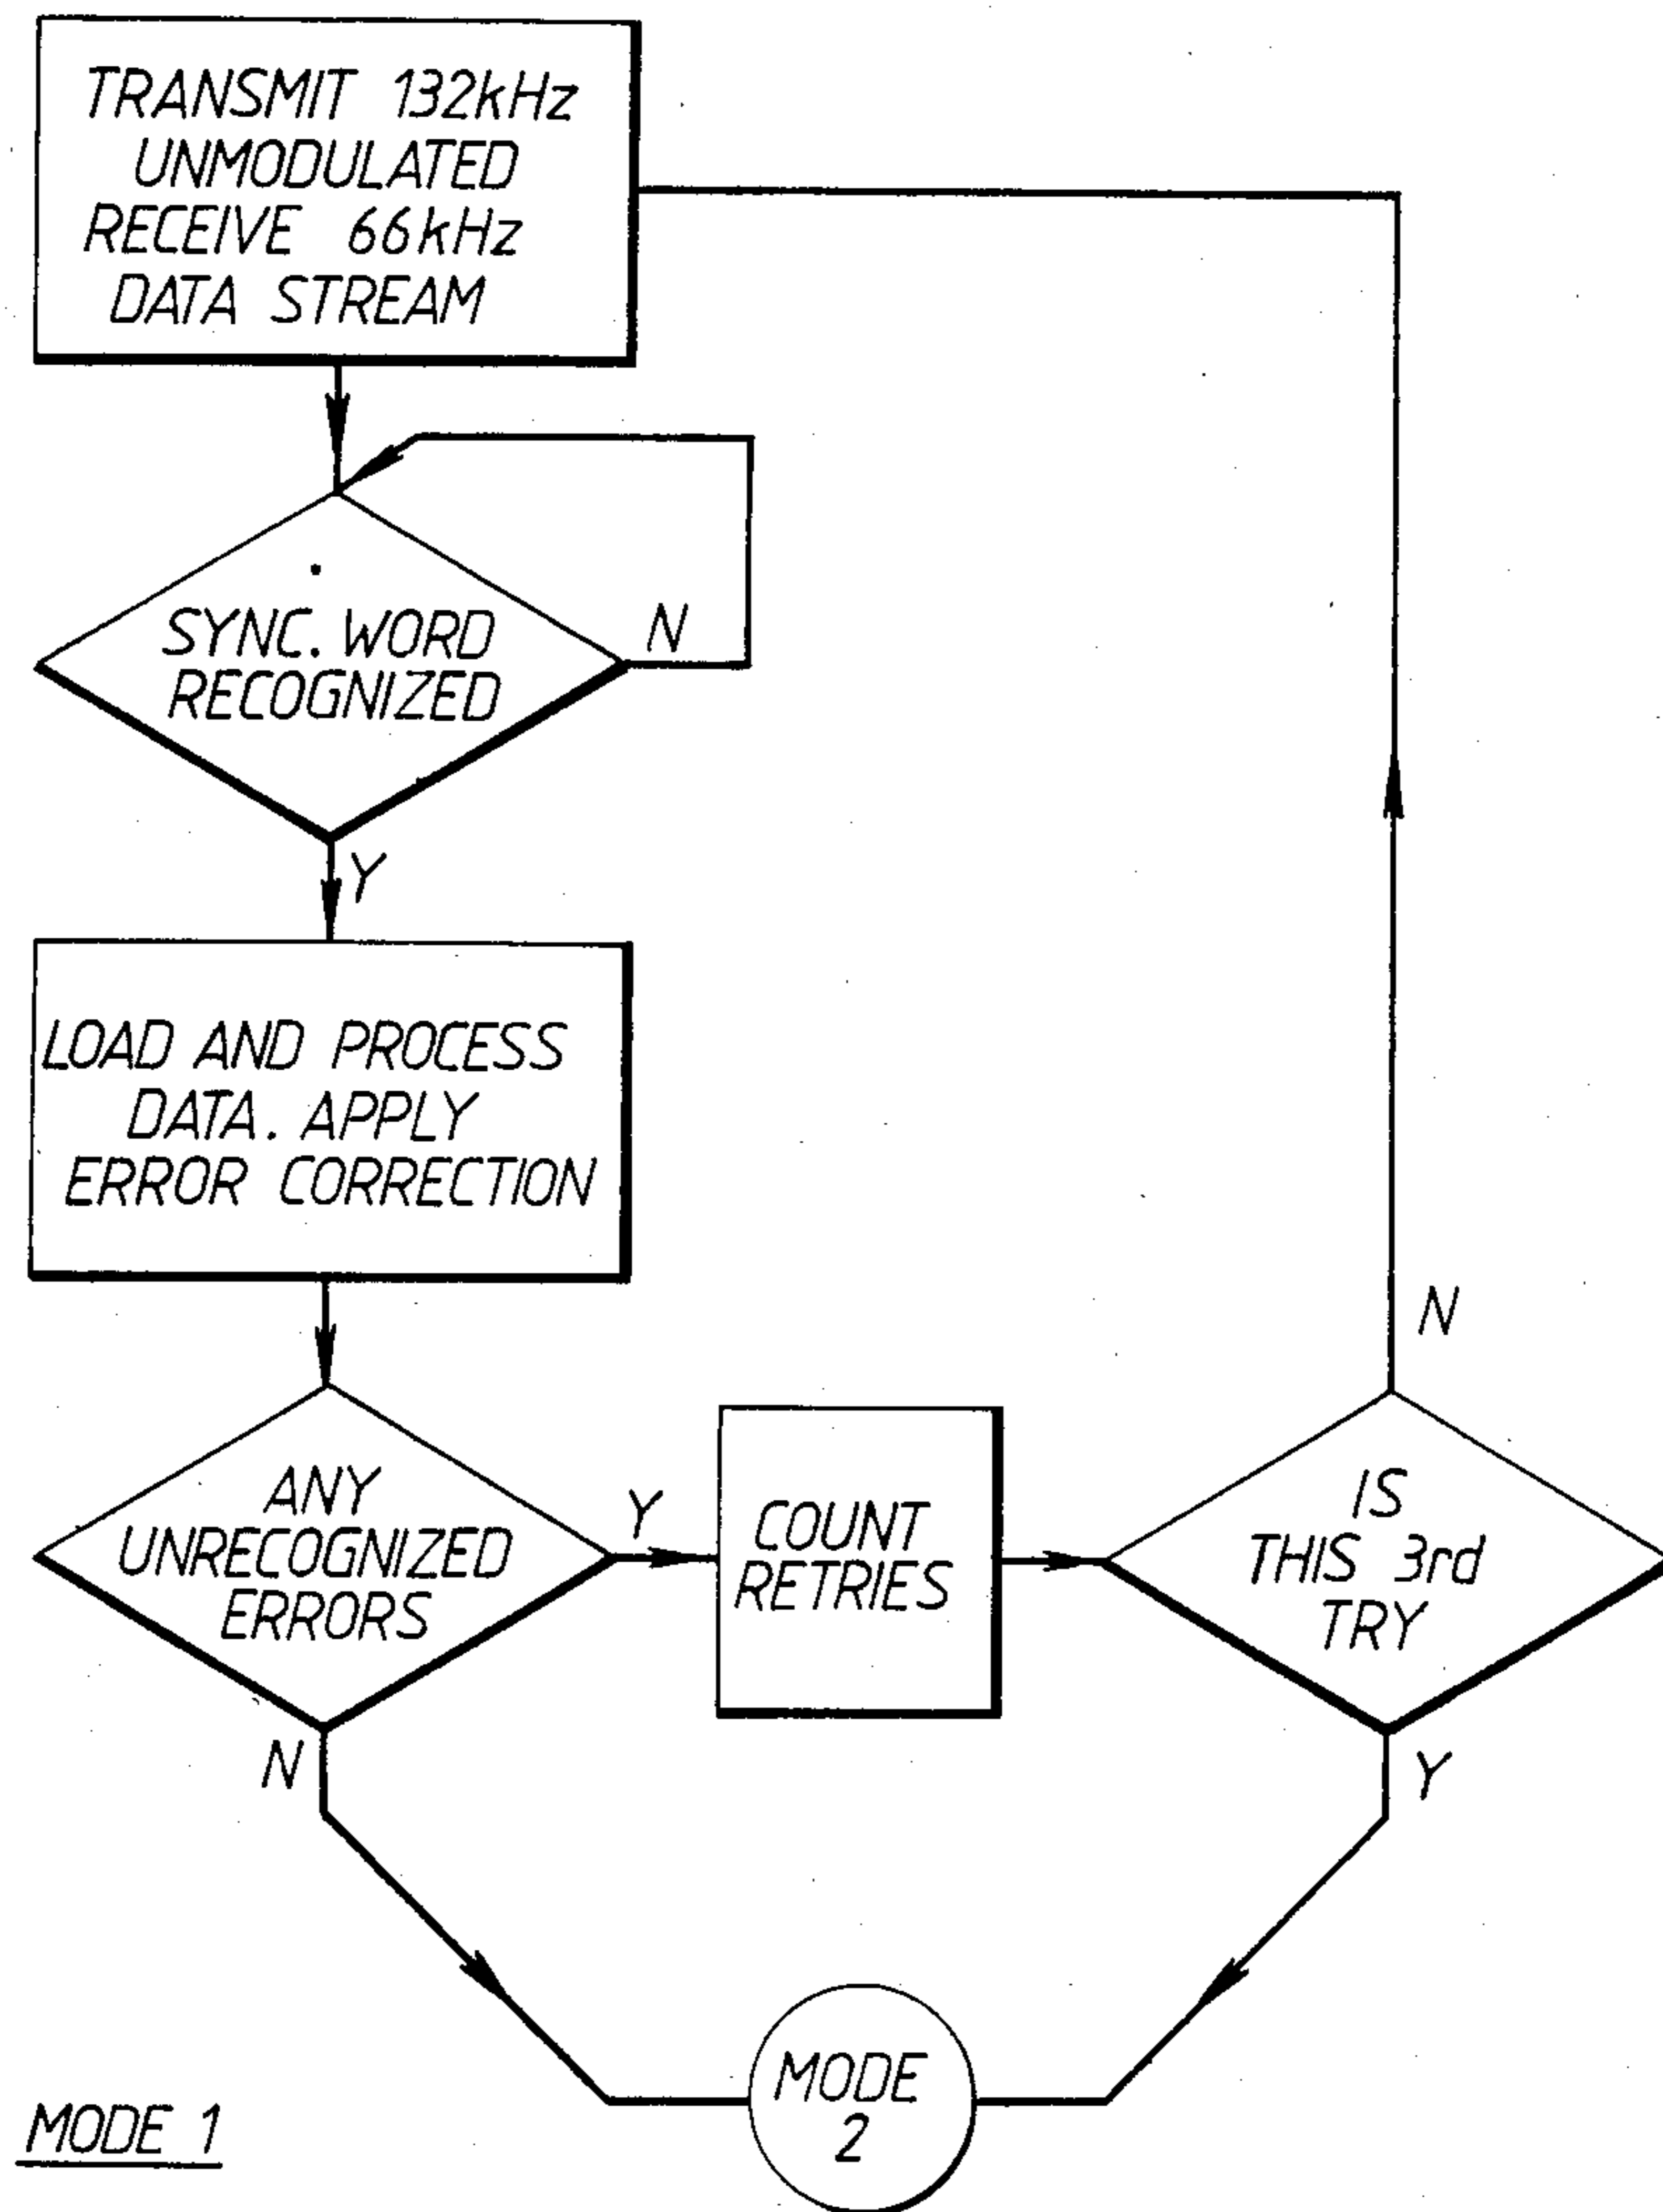 TRANSMIT 132kHz
UNMODULATED
RECEIVE 66kHz
DATA STREAM
SYNC. WORD
RECOGNIZED
N
Y
LOAD AND PROCESS
DATA. APPLY
ERROR CORRECTION
N
ANY
UNRECOGNIZED
ERRORS
Y
COUNT
RETRIES
IS
THIS 3rd
TRY
N
Y
MODE
2
MODE 1